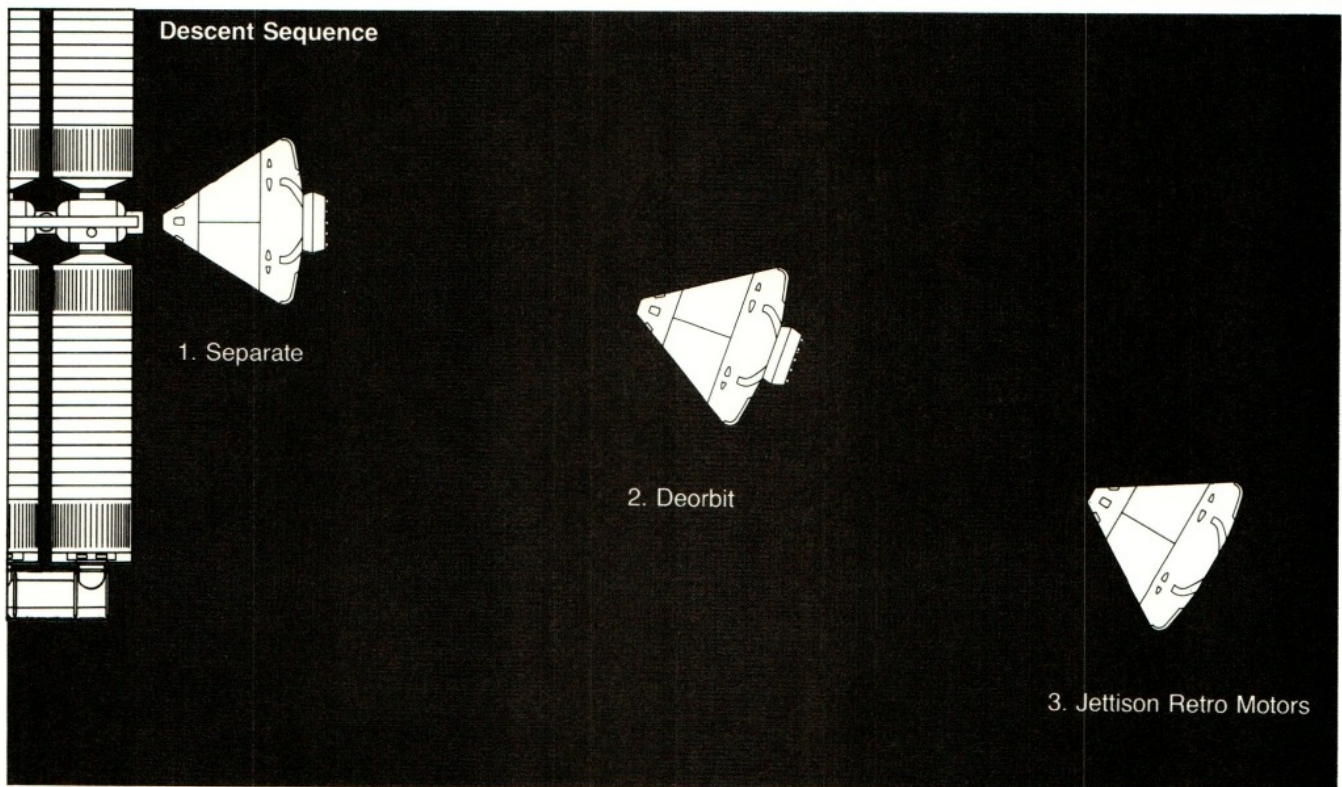 Descent Sequence
1. Separate
2. Deorbit
3. Jettison Retro Motors